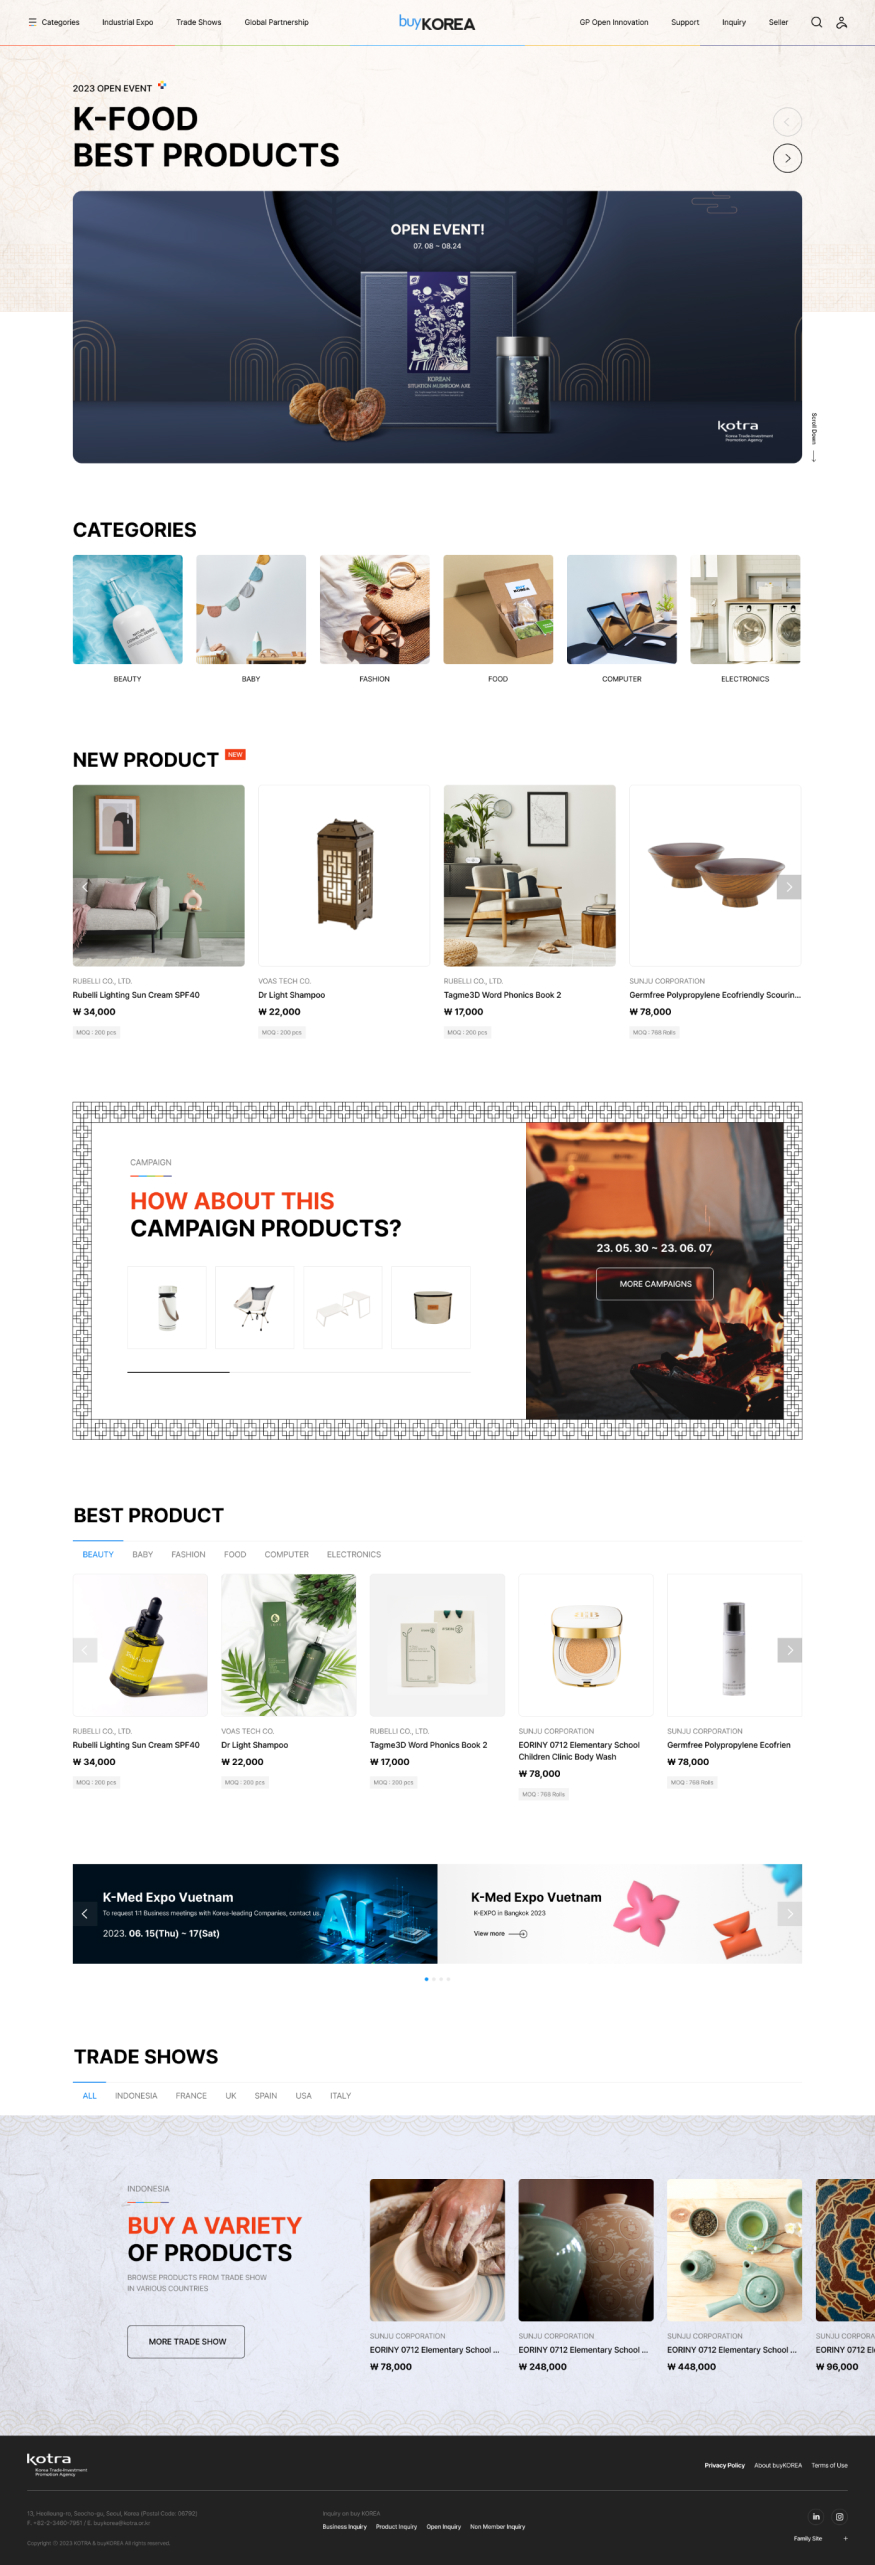 Categories
Industrial Expo
Trade Shows
Global Partnership
buyKOREA
GP Open Innovation
Support
Inquiry
Seller
2023 OPEN EVENT
K-FOOD
BEST PRODUCTS
OPEN EVENT!
07. 08 ~ 08.24
KOREAN
SITUATION MUSHROOM AXE
kotra
Korea Trade-Investment
Promotion Agency
Scroll Down
CATEGORIES
BEAUTY
BABY
FASHION
FOOD
COMPUTER
ELECTRONICS
NEW PRODUCT
NEW
RUBELLI CO., LTD.
Rubelli Lighting Sun Cream SPF40
₩ 34,000
MOQ : 200 pcs
VOAS TECH CO.
Dr Light Shampoo
₩ 22,000
MOQ : 200 pcs
RUBELLI CO., LTD.
Tagme3D Word Phonics Book 2
₩ 17,000
MOQ : 200 pcs
SUNJU CORPORATION
Germfree Polypropylene Ecofriendly Scourin...
₩ 78,000
MOQ : 768 Rolls
CAMPAIGN
HOW ABOUT THIS
CAMPAIGN PRODUCTS?
23. 05. 30 ~ 23. 06. 07
MORE CAMPAIGNS
BEST PRODUCT
BEAUTY
BABY
FASHION
FOOD
COMPUTER
ELECTRONICS
RUBELLI CO., LTD.
Rubelli Lighting Sun Cream SPF40
₩ 34,000
MOQ : 200 pcs
VOAS TECH CO.
Dr Light Shampoo
₩ 22,000
MOQ : 200 pcs
RUBELLI CO., LTD.
Tagme3D Word Phonics Book 2
₩ 17,000
MOQ : 200 pcs
SUNJU CORPORATION
EORINY 0712 Elementary School
Children Clinic Body Wash
₩ 78,000
MOQ : 768 Rolls
SUNJU CORPORATION
Germfree Polypropylene Ecofrien
₩ 78,000
MOQ : 768 Rolls
K-Med Expo Vuetnam
To request 1:1 Business meetings with Korea-leading Companies, contact us.
2023. 06. 15(Thu) ~ 17(Sat)
AI
K-Med Expo Vuetnam
K-EXPO in Bangkok 2023
View more
TRADE SHOWS
ALL
INDONESIA
FRANCE
UK
SPAIN
USA
ITALY
INDONESIA
BUY A VARIETY
OF PRODUCTS
BROWSE PRODUCTS FROM TRADE SHOW
IN VARIOUS COUNTRIES
MORE TRADE SHOW
SUNJU CORPORATION
EORINY 0712 Elementary School ...
₩ 78,000
SUNJU CORPORATION
EORINY 0712 Elementary School ...
₩ 248,000
SUNJU CORPORATION
EORINY 0712 Elementary School ...
₩ 448,000
SUNJU CORPORA
EORINY 0712 El
₩ 96,000
kotra
Korea Trade-Investment
Promotion Agency
Privacy Policy
About buyKOREA
Terms of Use
13, Heolleung-ro, Seocho-gu, Seoul, Korea (Postal Code: 06792)
P. +82-2-3460-7951 / E. buykorea@kotra.or.kr
Copyright ⓒ 2023 KOTRA & buyKOREA All rights reserved.
Inquiry on buy KOREA
Business Inquiry
Product Inquiry
Open Inquiry
Non Member Inquiry
in
Family Site
+